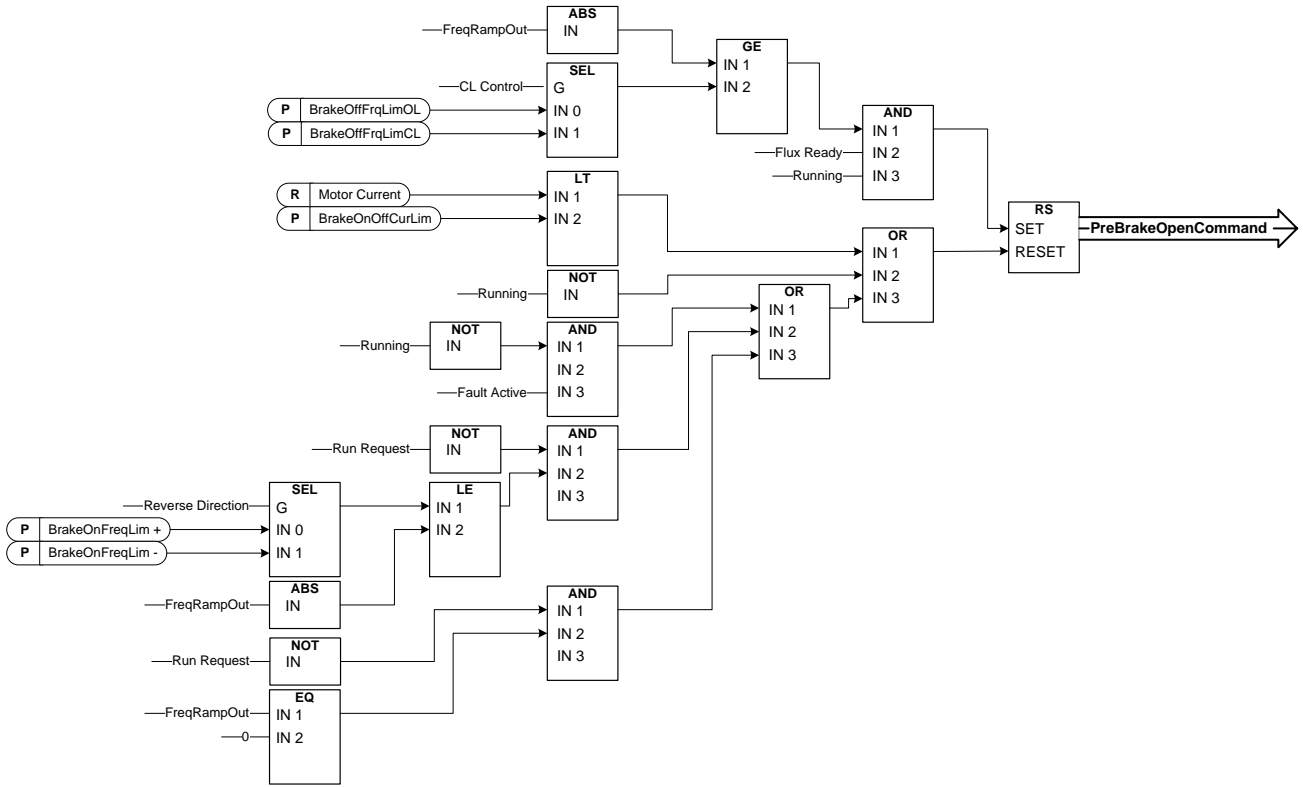 ABS
FreqRampOut
IN
GE
IN 1
IN 2
SEL
CL Control
G
P BrakeOffFrqLimOL
IN 0
P BrakeOffFrqLimCL
IN 1
AND
IN 1
Flux Ready
IN 2
Running
IN 3
LT
R Motor Current
IN 1
P BrakeOnOffCurLim
IN 2
RS
SET
RESET
PreBrakeOpenCommand
OR
IN 1
IN 2
IN 3
NOT
Running
IN
OR
IN 1
IN 2
IN 3
NOT
Running
IN
AND
IN 1
IN 2
Fault Active
IN 3
NOT
Run Request
IN
AND
IN 1
IN 2
IN 3
SEL
Reverse Direction
G
P BrakeOnFreqLim +
IN 0
P BrakeOnFreqLim -
IN 1
LE
IN 1
IN 2
ABS
FreqRampOut
IN
AND
IN 1
IN 2
IN 3
NOT
Run Request
IN
EQ
FreqRampOut
IN 1
0
IN 2